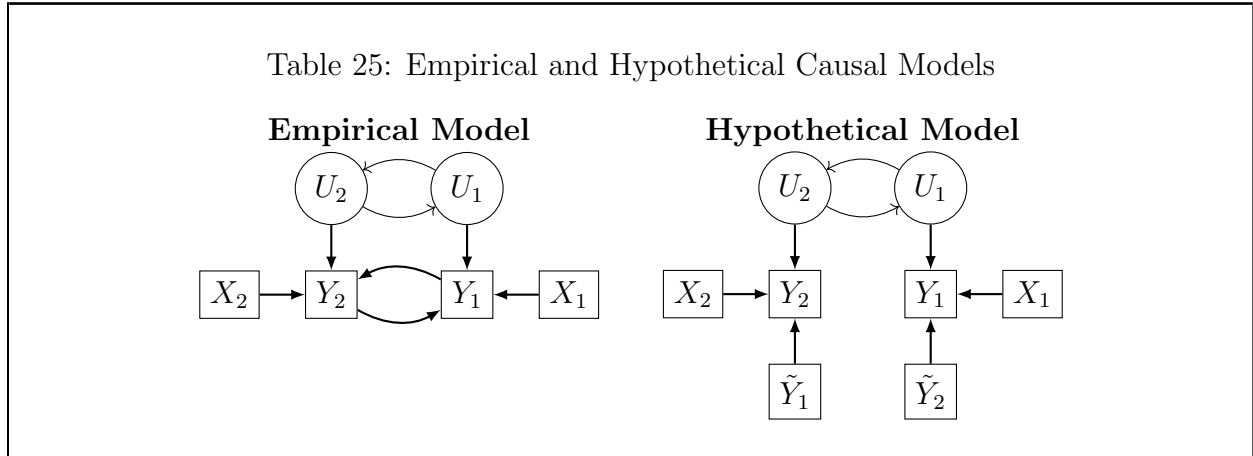 Table 25: Empirical and Hypothetical Causal Models
Empirical Model Hypothetical Model
U₂ U₁ U₂ U₁
X₂ Y₂ Y₁ X₁ X₂ Y₂ Y₁ X₁
Ỹ₁ Ỹ₂